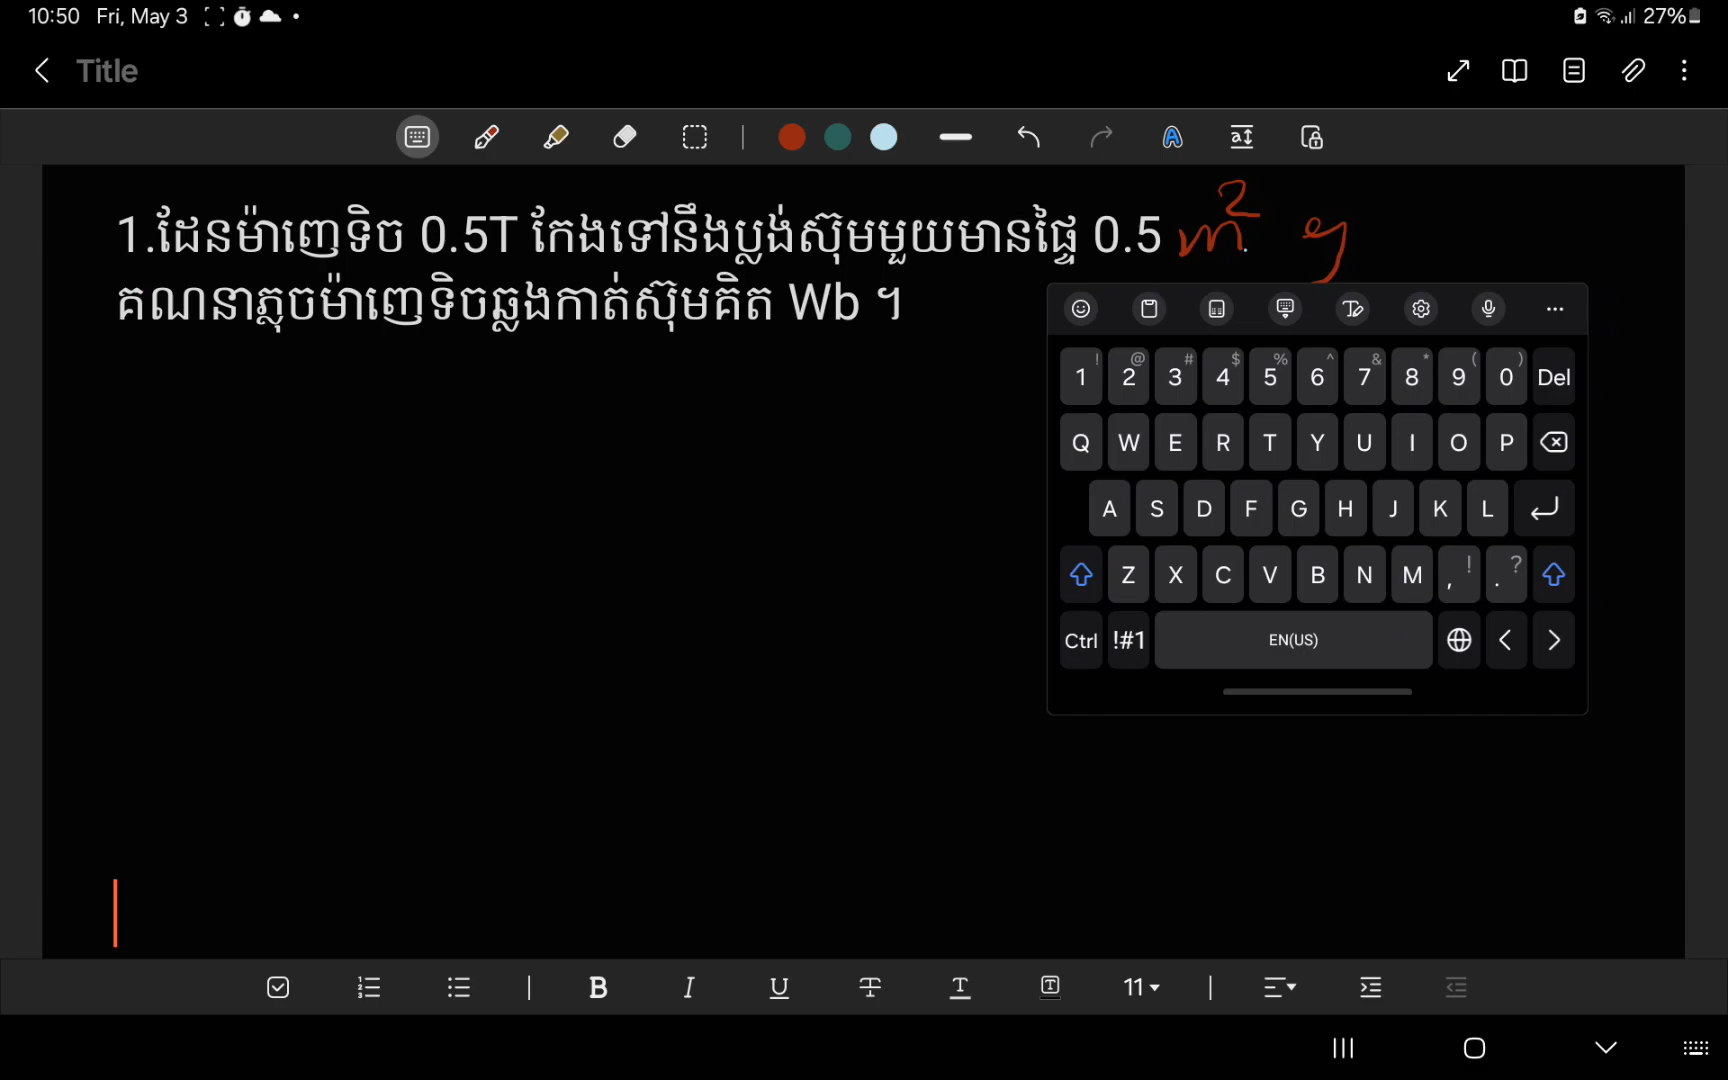 10:50 Fri, May 3 27%
Title
1.ដែនម៉ាញេទិច 0.5T កែងទៅនឹងប្លង់ស៊ុមមួយមានផ្ទៃ 0.5 m². ៗ
គណនាភ្លុចម៉ាញេទិចឆ្លងកាត់ស៊ុមគិត Wb ។
! @ # $ % ^ & * ( )
1 2 3 4 5 6 7 8 9 0 Del
Q W E R T Y U I O P
A S D F G H J K L
Z X C V B N M , ! . ?
Ctrl !#1 EN(US)
B I U T T T 11